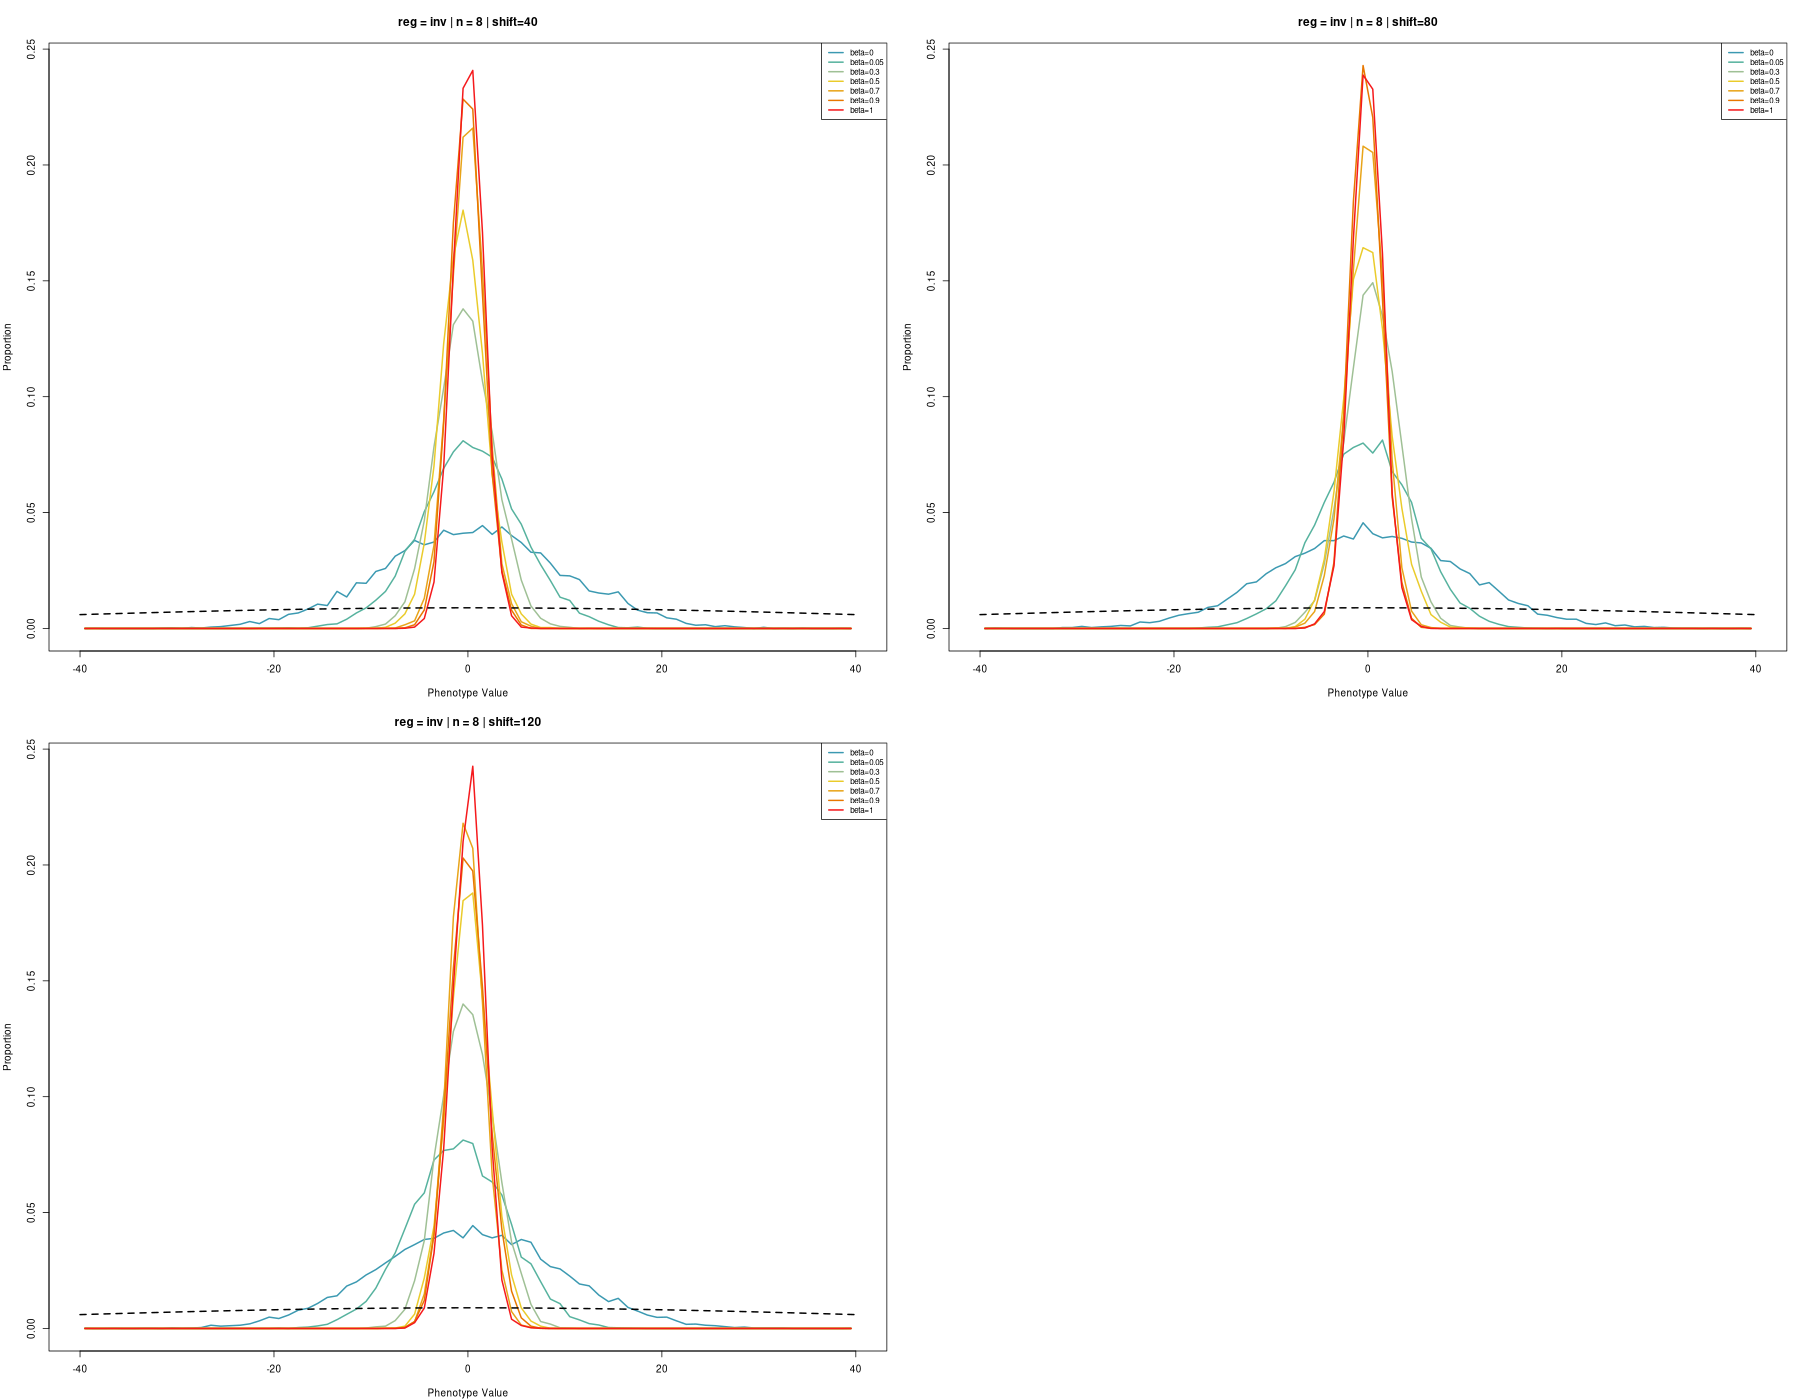 reg = inv | n = 8 | shift=40
Proportion
0.25
0.20
0.15
0.10
0.05
0.00
beta=0
beta=0.05
beta=0.3
beta=0.5
beta=0.7
beta=0.9
beta=1
-40 -20 0 20 40
Phenotype Value
reg = inv | n = 8 | shift=80
Proportion
0.25
0.20
0.15
0.10
0.05
0.00
beta=0
beta=0.05
beta=0.3
beta=0.5
beta=0.7
beta=0.9
beta=1
-40 -20 0 20 40
Phenotype Value
reg = inv | n = 8 | shift=120
Proportion
0.25
0.20
0.15
0.10
0.05
0.00
beta=0
beta=0.05
beta=0.3
beta=0.5
beta=0.7
beta=0.9
beta=1
-40 -20 0 20 40
Phenotype Value